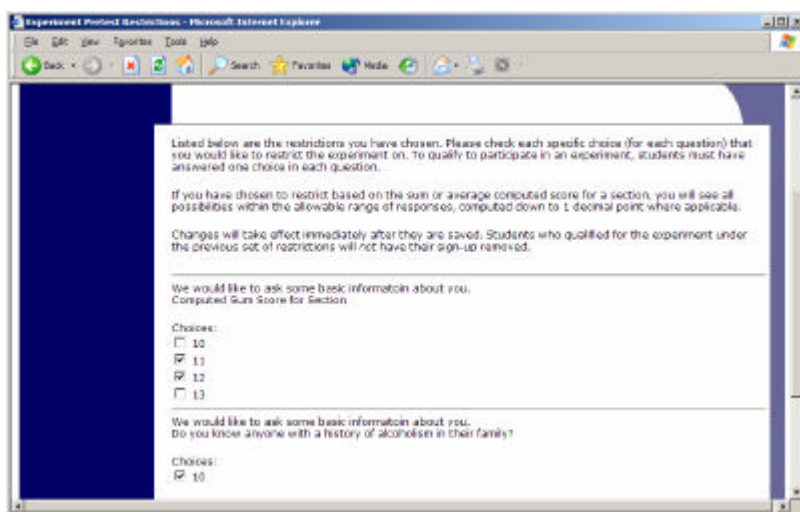 Experiment Pretest Restrictions - Microsoft Internet Explorer
File Edit View Favorites Tools Help
Back Search Favorites Media
Listed below are the restrictions you have chosen. Please check each specific choice (for each question) that
you would like to restrict the experiment on. To qualify to participate in an experiment, students must have
answered one choice in each question.
If you have chosen to restrict based on the sum or average computed score for a section, you will see all
possibilities within the allowable range of responses, computed down to 1 decimal point where applicable.
Changes will take effect immediately after they are saved. Students who qualified for the experiment under
the previous set of restrictions will not have their sign-up removed.
We would like to ask some basic informatoin about you.
Computed Sum Score for Section
Choices:
10
11
12
13
We would like to ask some basic informatoin about you.
Do you know anyone with a history of alcoholism in their family?
Choices:
10